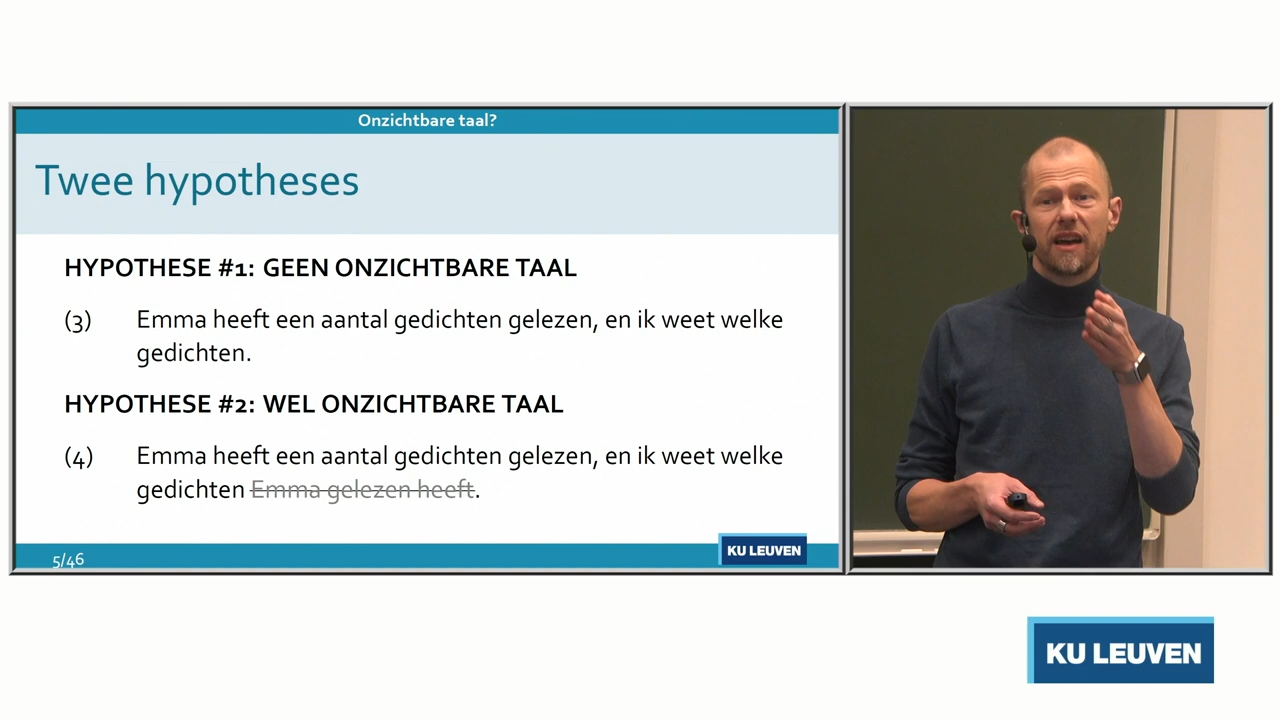 Onzichtbare taal?
Twee hypotheses
HYPOTHESE #1: GEEN ONZICHTBARE TAAL
(3) Emma heeft een aantal gedichten gelezen, en ik weet welke
gedichten.
HYPOTHESE #2: WEL ONZICHTBARE TAAL
(4) Emma heeft een aantal gedichten gelezen, en ik weet welke
gedichten Emma gelezen heeft.
5/46
KU LEUVEN
KU LEUVEN